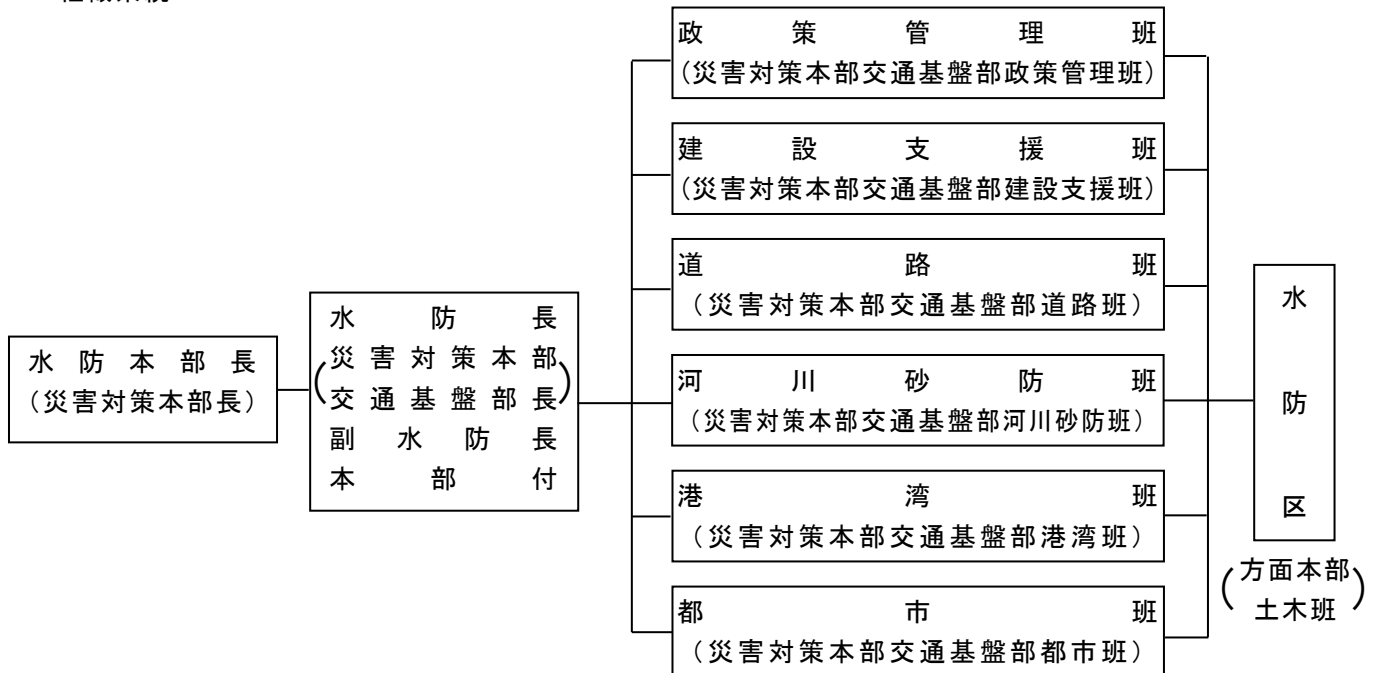 水防本部長
(災害対策本部長)
水防長
(災害対策本部
交通基盤部長)
副水防長
本部付
政策管理班
(災害対策本部交通基盤部政策管理班)
建設支援班
(災害対策本部交通基盤部建設支援班)
道路班
(災害対策本部交通基盤部道路班)
河川砂防班
(災害対策本部交通基盤部河川砂防班)
港湾班
(災害対策本部交通基盤部港湾班)
都市班
(災害対策本部交通基盤部都市班)
水防区
(方面本部
土木班)